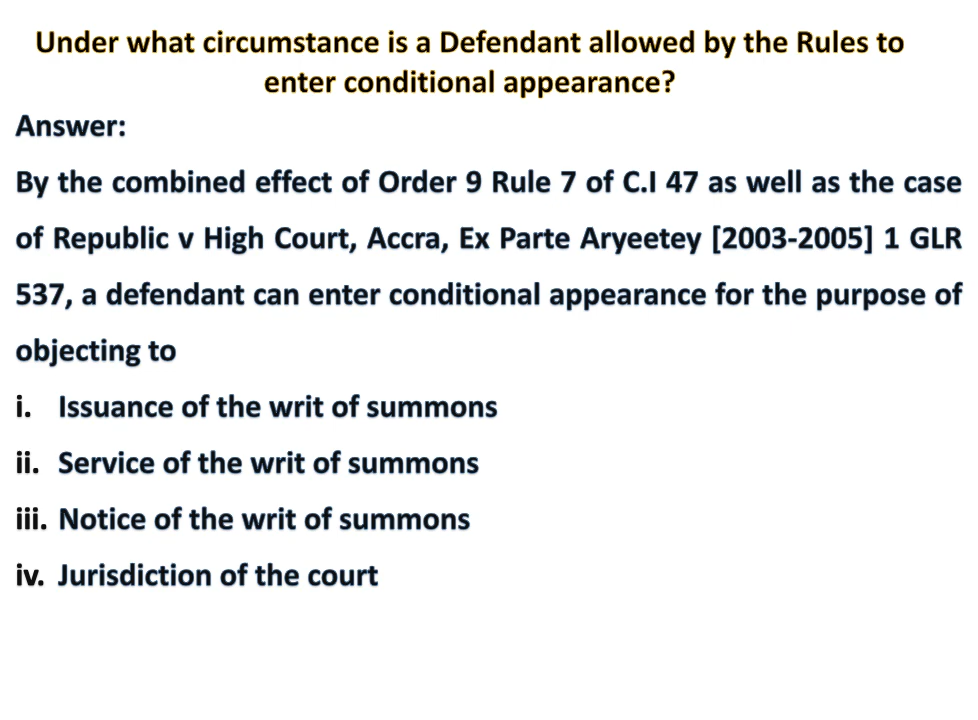 Under what circumstance is a Defendant allowed by the Rules to
enter conditional appearance?
Answer:
By the combined effect of Order 9 Rule 7 of C.I 47 as well as the case
of Republic v High Court, Accra, Ex Parte Aryeetey [2003-2005] 1 GLR
537, a defendant can enter conditional appearance for the purpose of
objecting to
i. Issuance of the writ of summons
ii. Service of the writ of summons
iii. Notice of the writ of summons
iv. Jurisdiction of the court